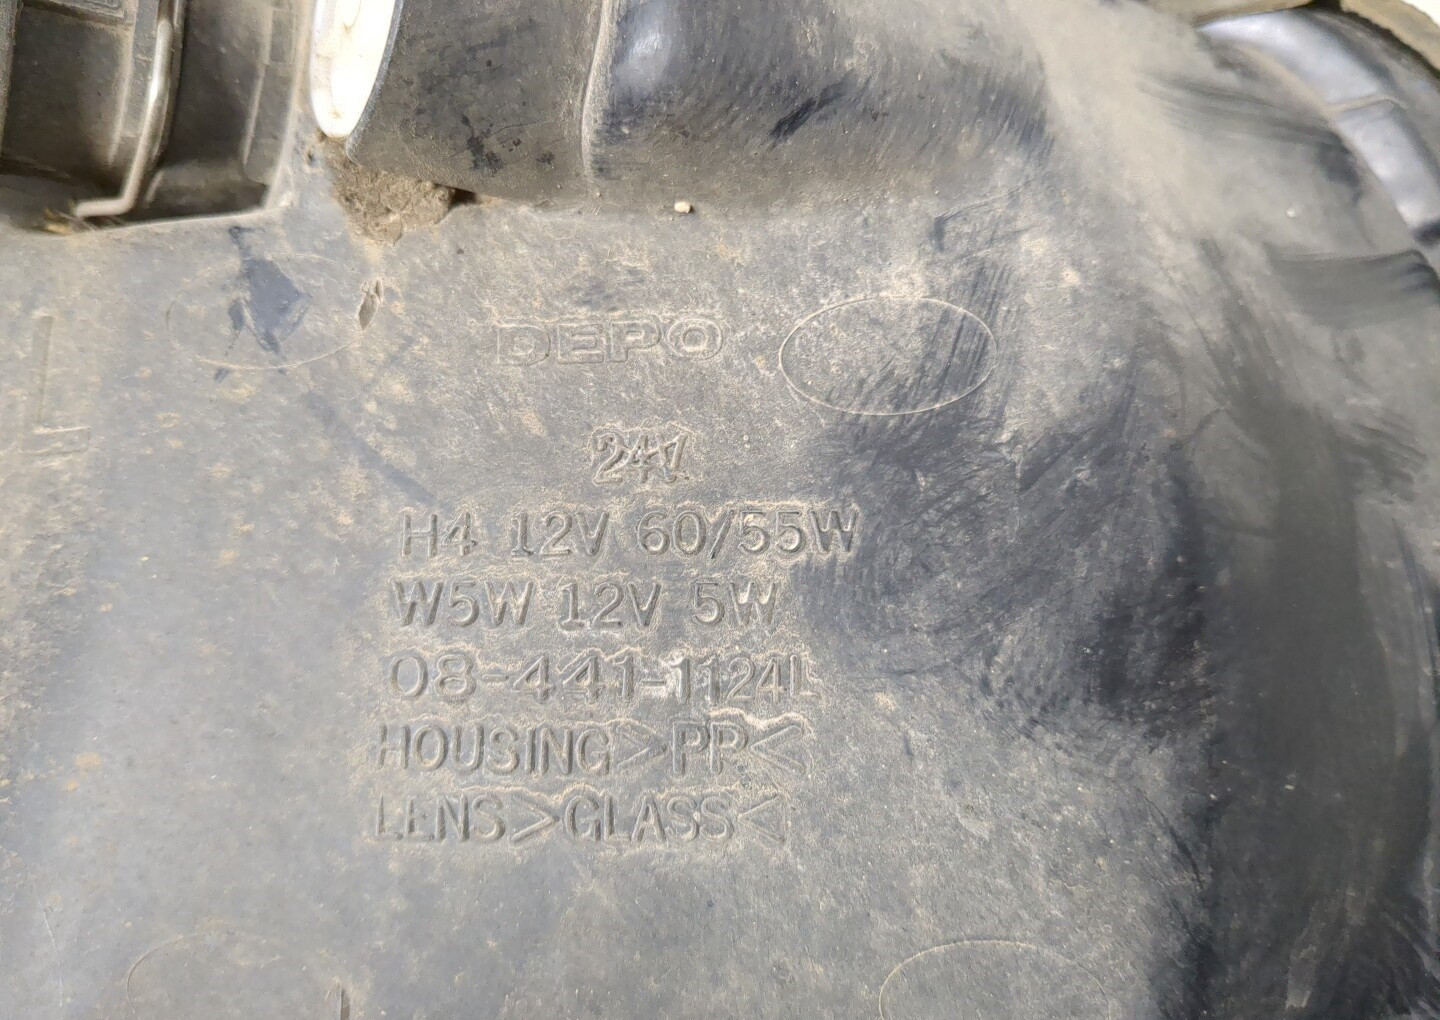 DEPO
241
H4 12V 60/55W
W5W 12V 5W
08-441-1124L
HOUSING>PP<
LENS>GLASS<